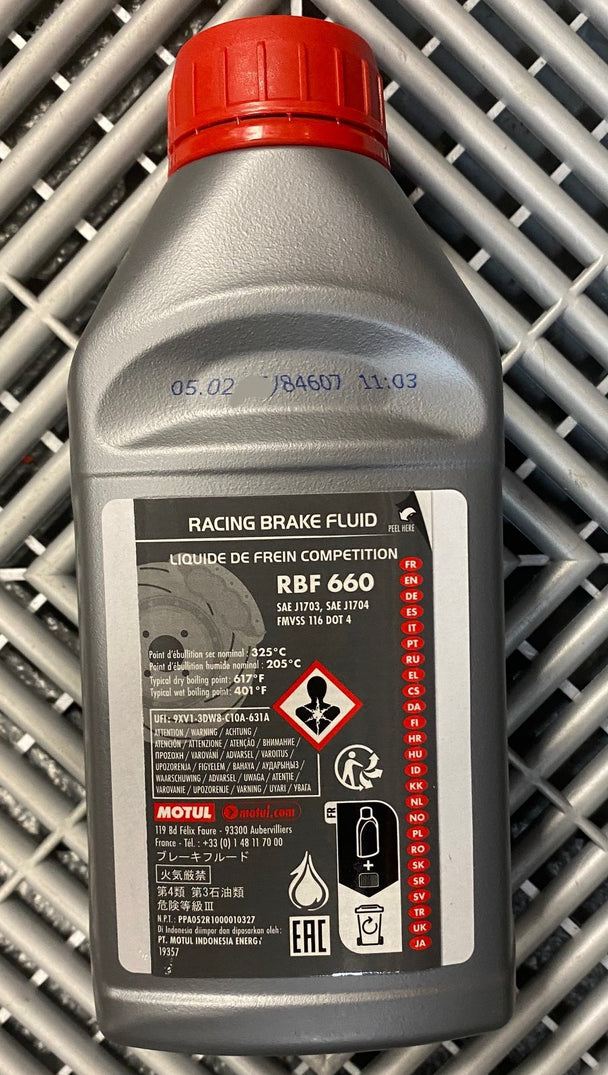 05.02 /84607 11:03
RACING BRAKE FLUID
PEEL HERE
LIQUIDE DE FREIN COMPETITION
RBF 660
SAE J1703, SAE J1704
FMVSS 116 DOT 4
Point d'ébullition sec nominal : 325°C
Point d'ébullition humide nominal : 205°C
Typical dry boiling point: 617°F
Typical wet boiling point: 401°F
UFI: 9XV1-3DW8-C10A-631A
ATTENTION / WARNING / ACHTUNG /
ATENCIÓN / ATTENZIONE / ATENÇÃO / ВНИМАНИЕ /
ΠΡΟΣΟΧΗ / VAROVÁNÍ / ADVARSEL / VAROITUS /
UPOZORENJA / FIGYELEM / BAHAYA / АУДАРЫҢЫЗ /
WAARSCHUWING / ADVARSEL / UWAGA / ATENȚIE /
VAROVANIE / UPOZORENJE / VARNING / UYARI / УВАГА
MOTUL motul.com
119 Bd Félix Faure - 93300 Aubervilliers
France - Tél. : +33 (0) 1 48 11 70 00
ブレーキフルード
火気厳禁
第4類 第3石油類
危険等級 III
N.P.T.: PPA052R1000010327
Di Indonesia diimpor dan dipasarkan oleh:
PT. MOTUL INDONESIA ENERG
19357
FR
+
EAC
FR
EN
DE
ES
IT
PT
RU
EL
CS
DA
FI
HR
HU
ID
KK
NL
NO
PL
RO
SK
SR
SV
TR
UK
JA